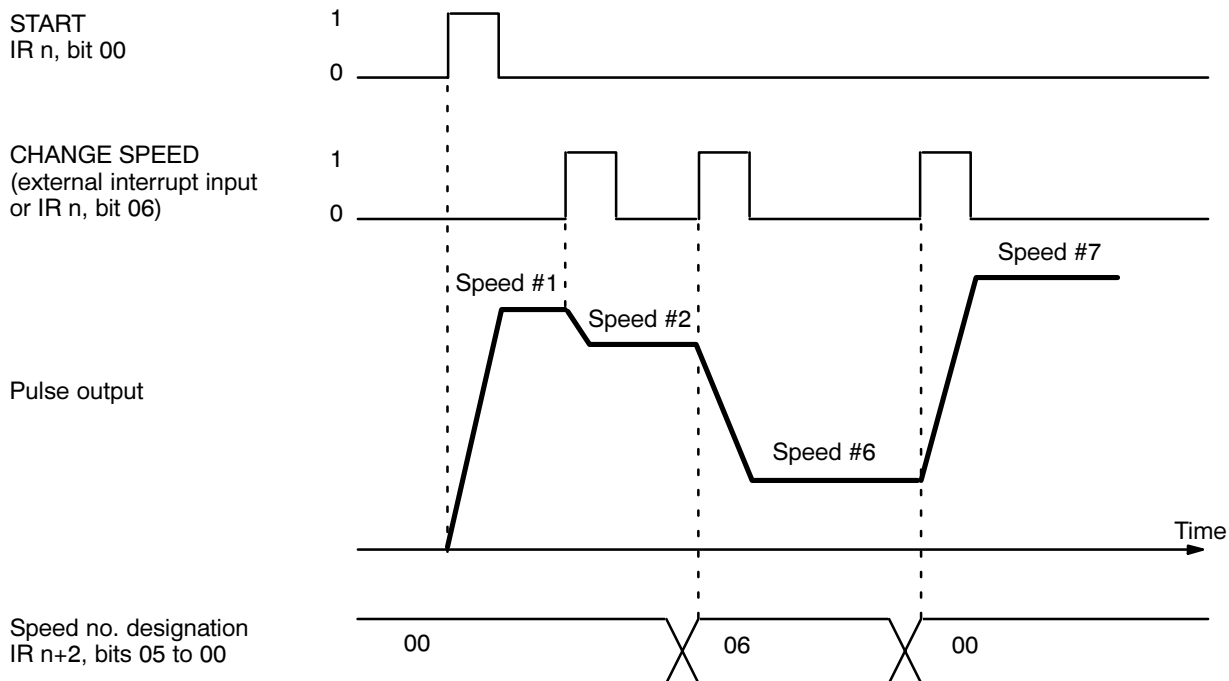 START
IR n, bit 00
1
0
CHANGE SPEED
(external interrupt input
or IR n, bit 06)
1
0
Speed #1
Speed #2
Speed #6
Speed #7
Pulse output
Time
Speed no. designation
IR n+2, bits 05 to 00
00
06
00